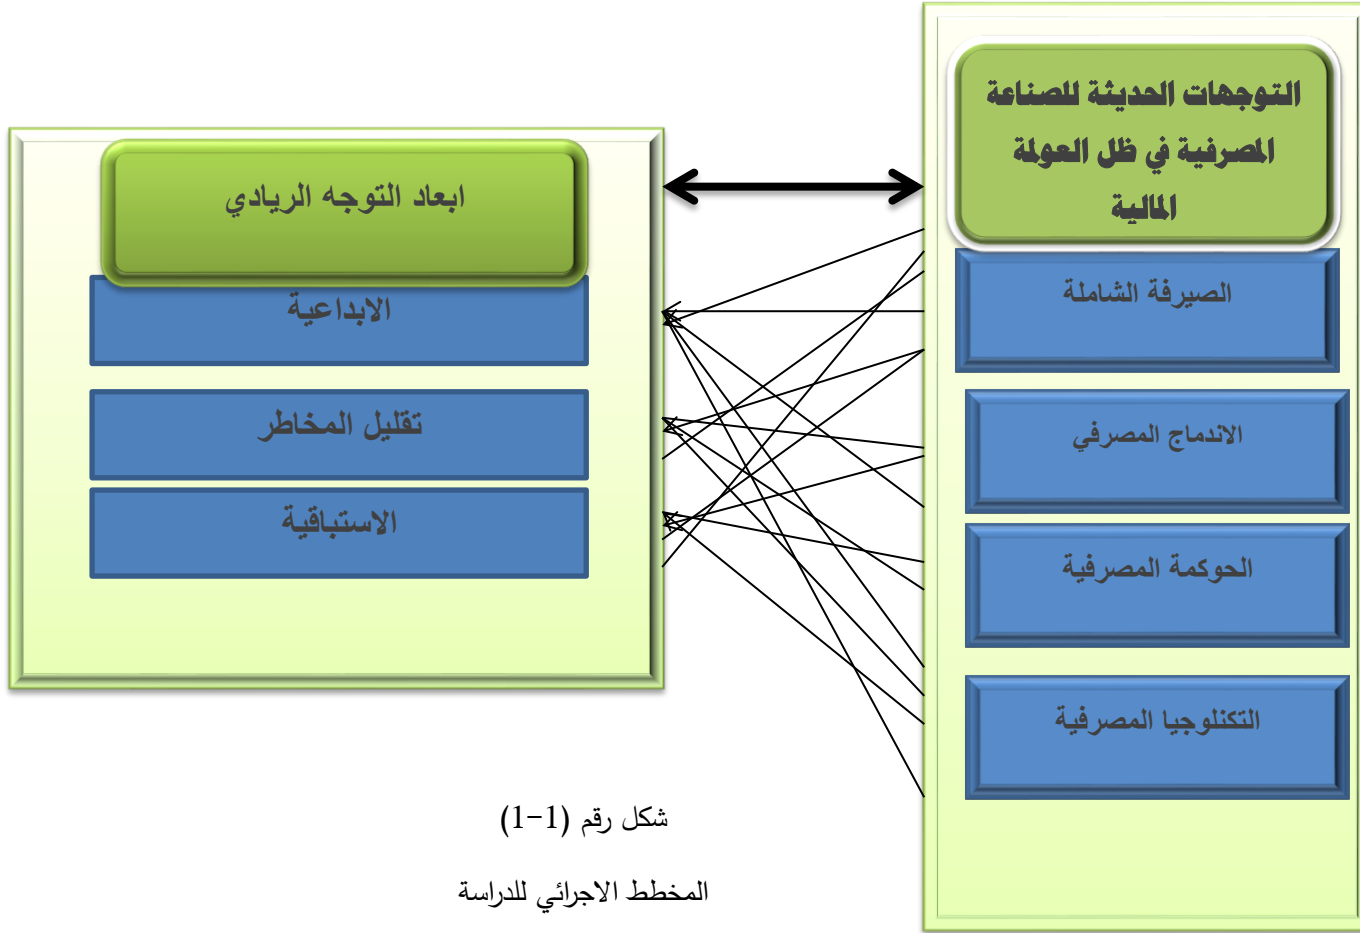 التوجهات الحديثة للصناعة
المصرفية في ظل العولمة
المالية
الصيرفة الشاملة
الاندماج المصرفي
الحوكمة المصرفية
التكنلوجيا المصرفية
ابعاد التوجه الريادي
الابداعية
تقليل المخاطر
الاستباقية
شكل رقم (1-1)
المخطط الاجرائي للدراسة